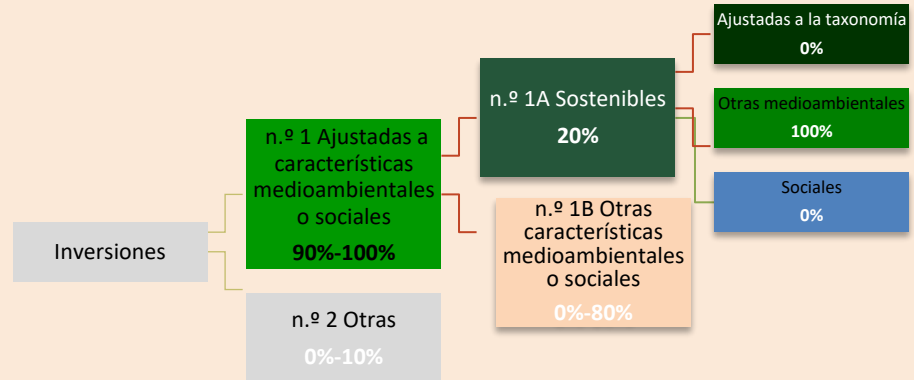 Inversiones
n.º 1 Ajustadas a
características
medioambientales
o sociales
90%-100%
n.º 2 Otras
0%-10%
n.º 1A Sostenibles
20%
n.º 1B Otras
características
medioambientales
o sociales
0%-80%
Ajustadas a la taxonomía
0%
Otras medioambientales
100%
Sociales
0%